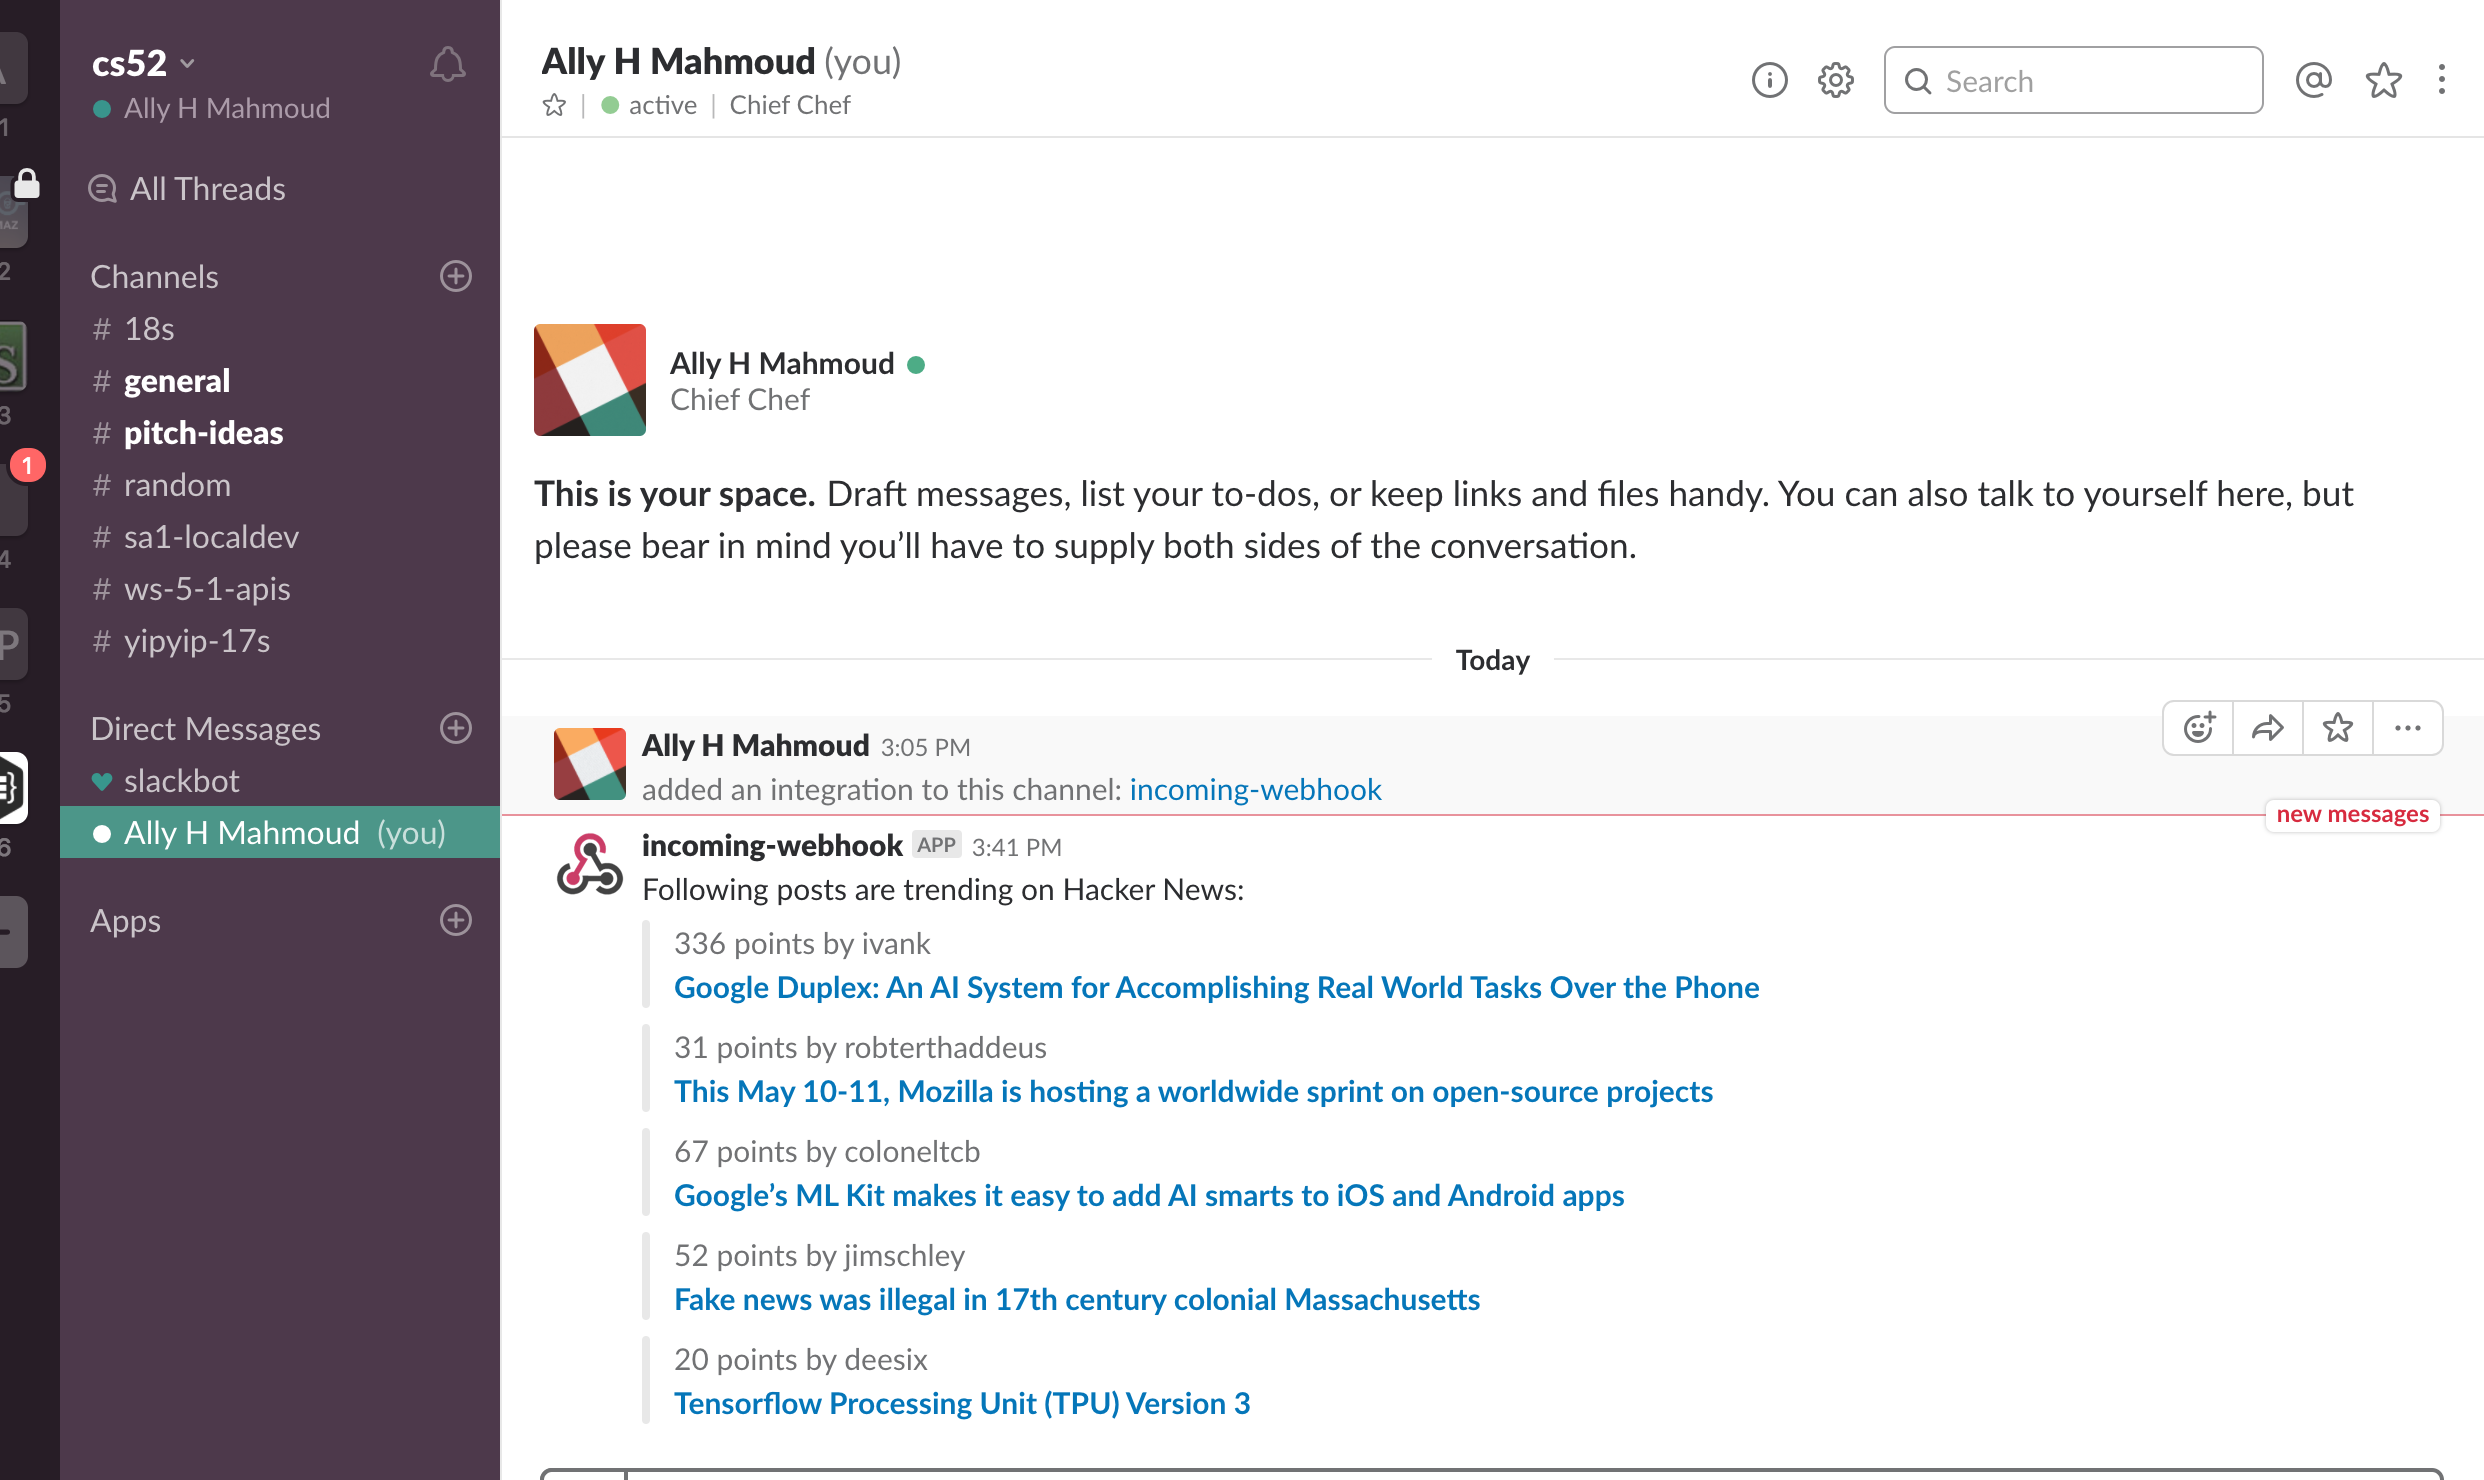 1
2
3
1
4
P
5
6
cs52
Ally H Mahmoud
All Threads
Channels
# 18s
# general
# pitch-ideas
# random
# sa1-localdev
# ws-5-1-apis
# yipyip-17s
Direct Messages
slackbot
Ally H Mahmoud (you)
Apps
Ally H Mahmoud (you)
active | Chief Chef
Search
Ally H Mahmoud
Chief Chef
This is your space. Draft messages, list your to-dos, or keep links and files handy. You can also talk to yourself here, but
please bear in mind you’ll have to supply both sides of the conversation.
Today
Ally H Mahmoud 3:05 PM
added an integration to this channel: incoming-webhook
new messages
incoming-webhook APP 3:41 PM
Following posts are trending on Hacker News:
336 points by ivank
Google Duplex: An AI System for Accomplishing Real World Tasks Over the Phone
31 points by robterthaddeus
This May 10-11, Mozilla is hosting a worldwide sprint on open-source projects
67 points by coloneltcb
Google’s ML Kit makes it easy to add AI smarts to iOS and Android apps
52 points by jimschley
Fake news was illegal in 17th century colonial Massachusetts
20 points by deesix
Tensorflow Processing Unit (TPU) Version 3